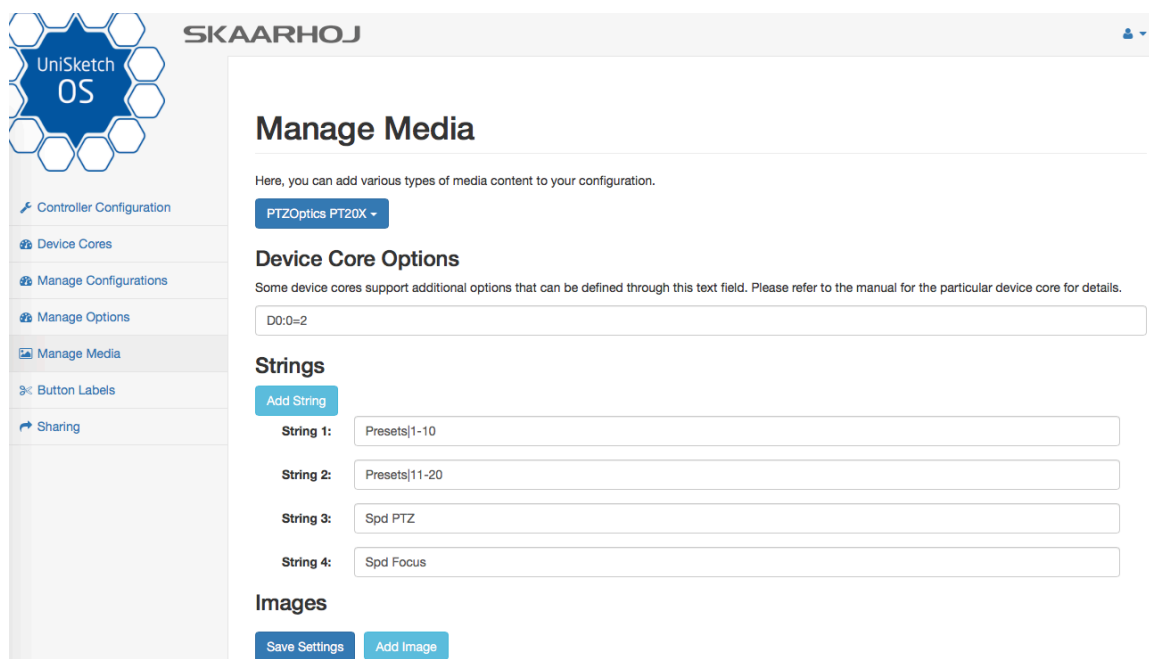 SKAARHOJ
UniSketch
OS
Controller Configuration
Device Cores
Manage Configurations
Manage Options
Manage Media
Button Labels
Sharing
Manage Media
Here, you can add various types of media content to your configuration.
PTZOptics PT20X
Device Core Options
Some device cores support additional options that can be defined through this text field. Please refer to the manual for the particular device core for details.
D0:0=2
Strings
Add String
String 1: Presets|1-10
String 2: Presets|11-20
String 3: Spd PTZ
String 4: Spd Focus
Images
Save Settings Add Image